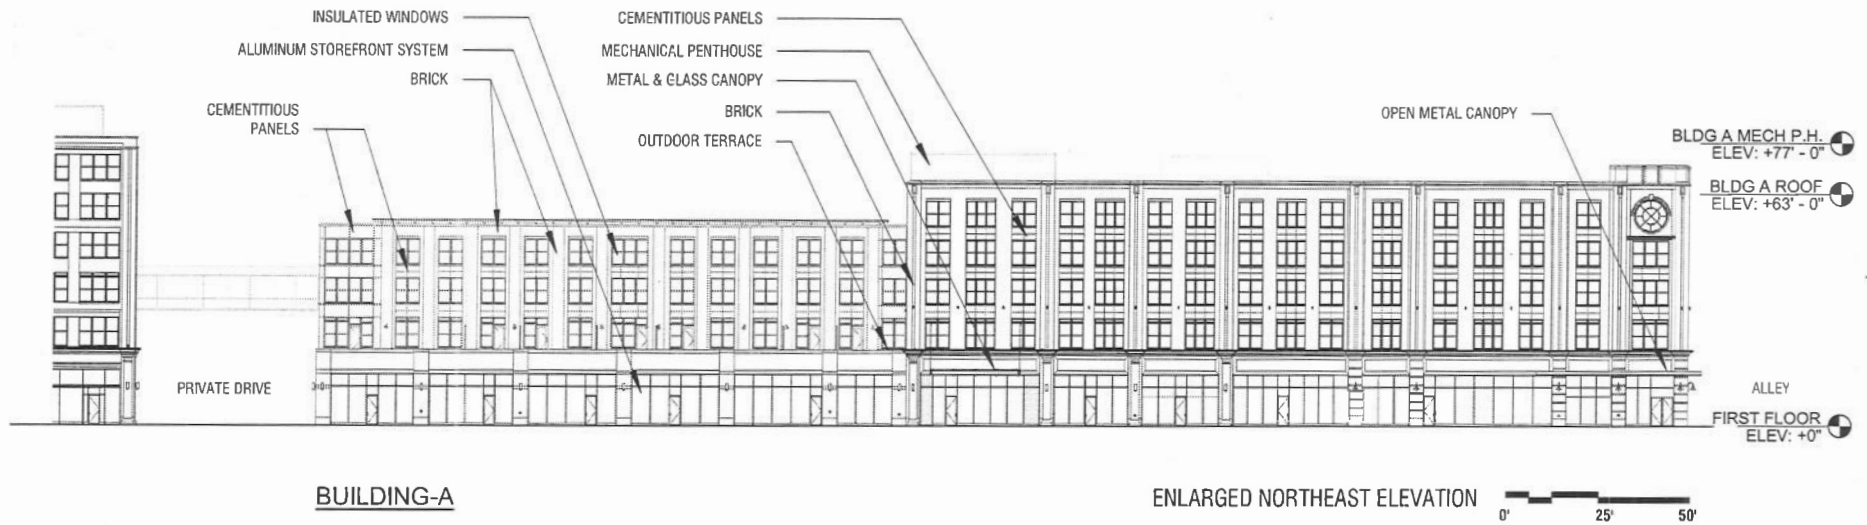 INSULATED WINDOWS
ALUMINUM STOREFRONT SYSTEM
BRICK
CEMENTITIOUS
PANELS
CEMENTITIOUS PANELS
MECHANICAL PENTHOUSE
METAL & GLASS CANOPY
BRICK
OUTDOOR TERRACE
OPEN METAL CANOPY
BLDG A MECH P.H.
ELEV: +77' - 0"
BLDG A ROOF
ELEV: +63' - 0"
PRIVATE DRIVE
ALLEY
FIRST FLOOR
ELEV: +0"
BUILDING-A
ENLARGED NORTHEAST ELEVATION
0' 25' 50'